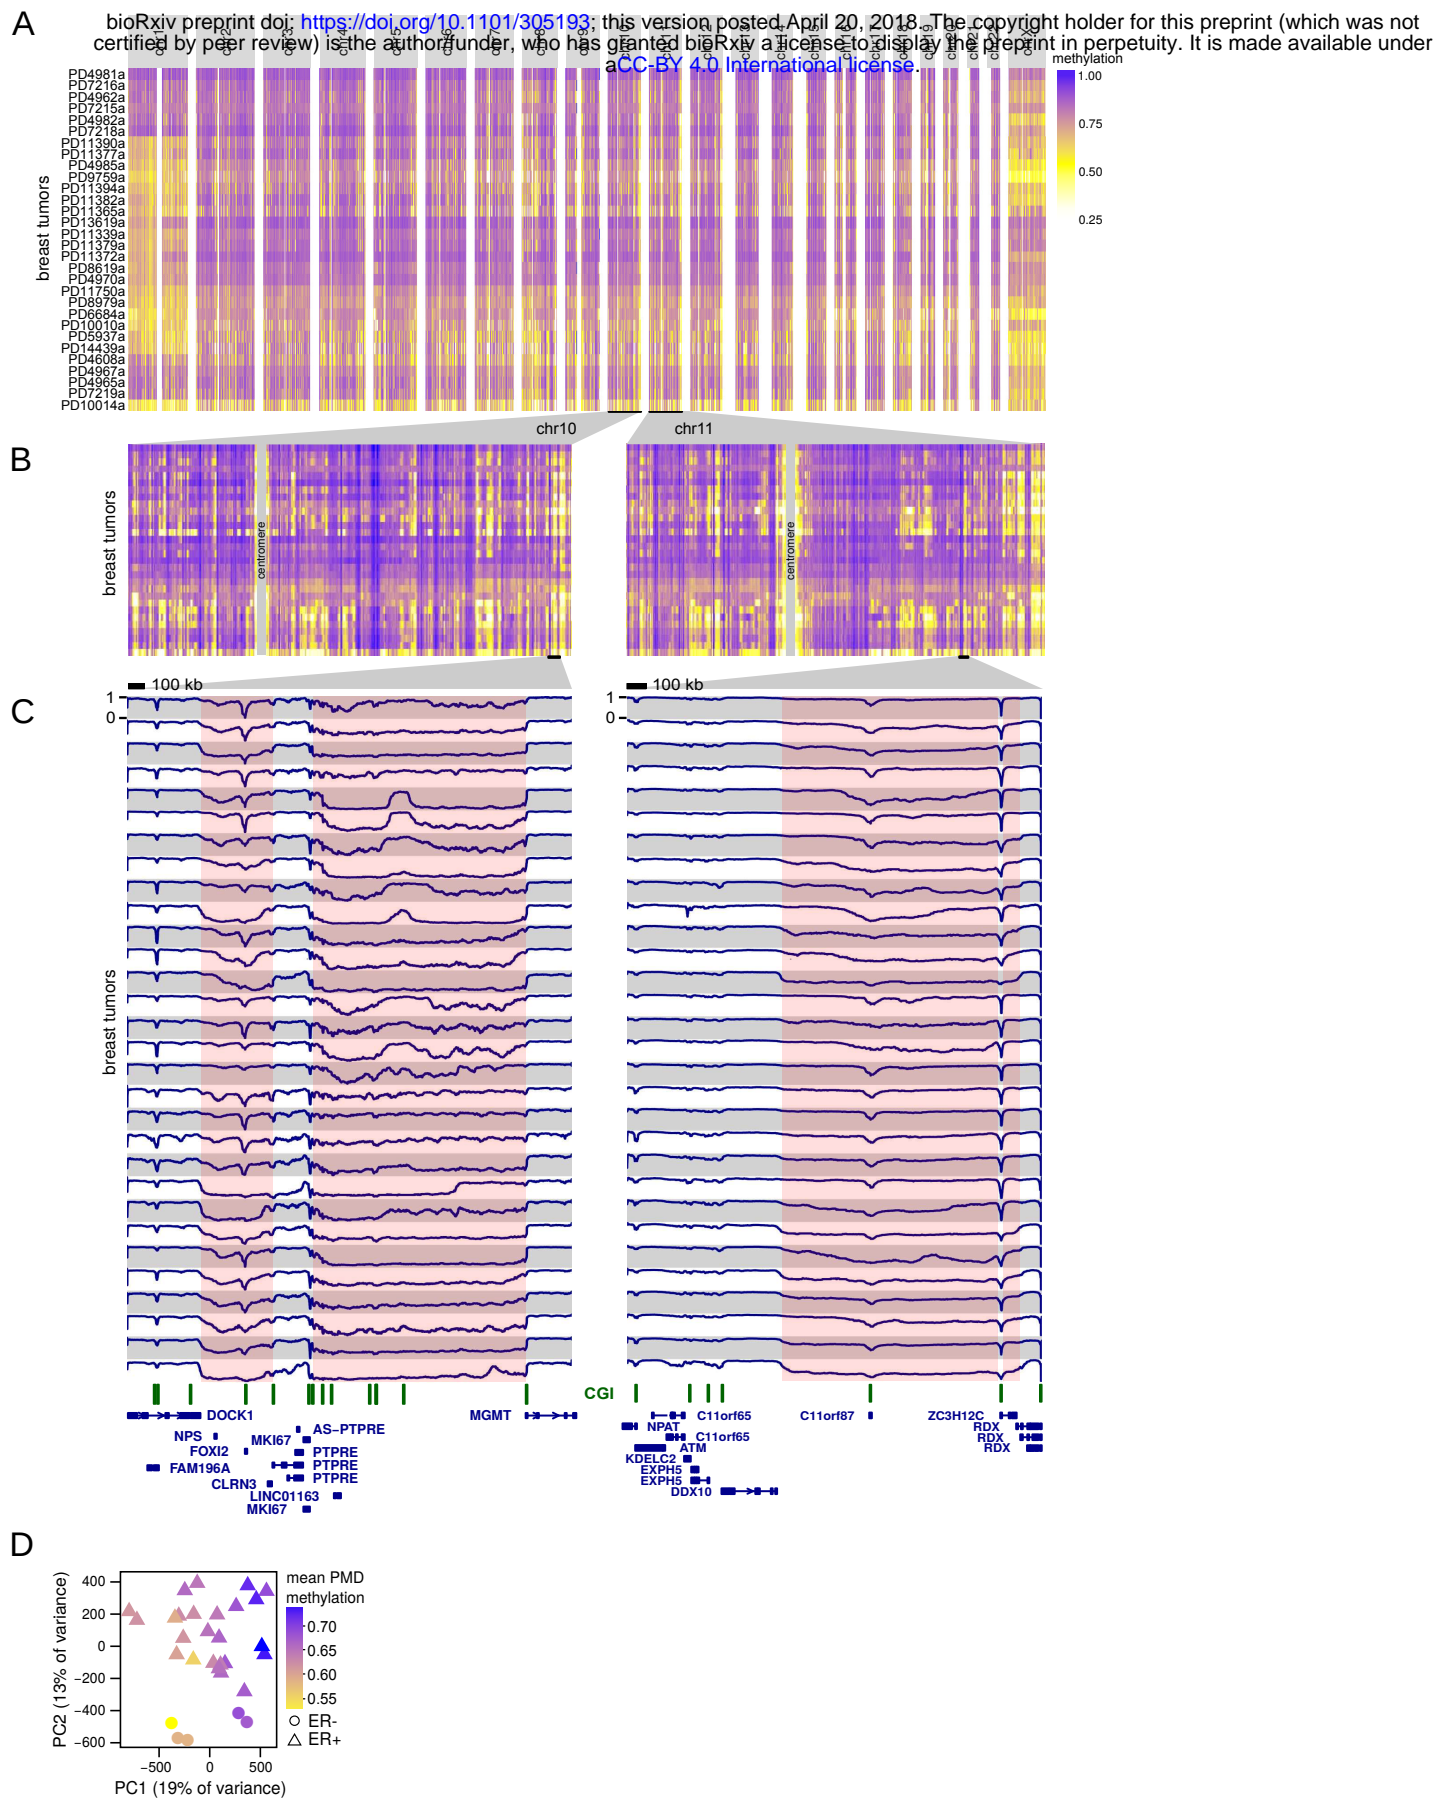 A
bioRxiv preprint doi: https://doi.org/10.1101/305193; this version posted April 20, 2018. The copyright holder for this preprint (which was not
certified by peer review) is the author/funder, who has granted bioRxiv a license to display the preprint in perpetuity. It is made available under
aCC-BY 4.0 International license.
methylation
1.00
0.75
0.50
0.25
breast tumors
PD4981a
PD7216a
PD4962a
PD7215a
PD4982a
PD7218a
PD11390a
PD11377a
PD4985a
PD9759a
PD11394a
PD11382a
PD11365a
PD13619a
PD11339a
PD11379a
PD11372a
PD8619a
PD4970a
PD11750a
PD8979a
PD6684a
PD10010a
PD5937a
PD14439a
PD4608a
PD4967a
PD4965a
PD7219a
PD10014a
chr10 chr11
B
breast tumors
centromere centromere
100 kb 100 kb
C
1 1
0 0
breast tumors
CGI
DOCK1 MGMT C11orf65 C11orf87 ZC3H12C
NPS AS-PTPRE NPAT RDX
MKI67 C11orf65 RDX
FOXI2 PTPRE ATM RDX
KDELC2
FAM196A PTPRE EXPH5
CLRN3 PTPRE EXPH5
LINC01163 DDX10
MKI67
D
PC2 (13% of variance)
400
200
0
−200
−400
−600
−500 0 500
PC1 (19% of variance)
mean PMD
methylation
0.70
0.65
0.60
0.55
ER-
ER+